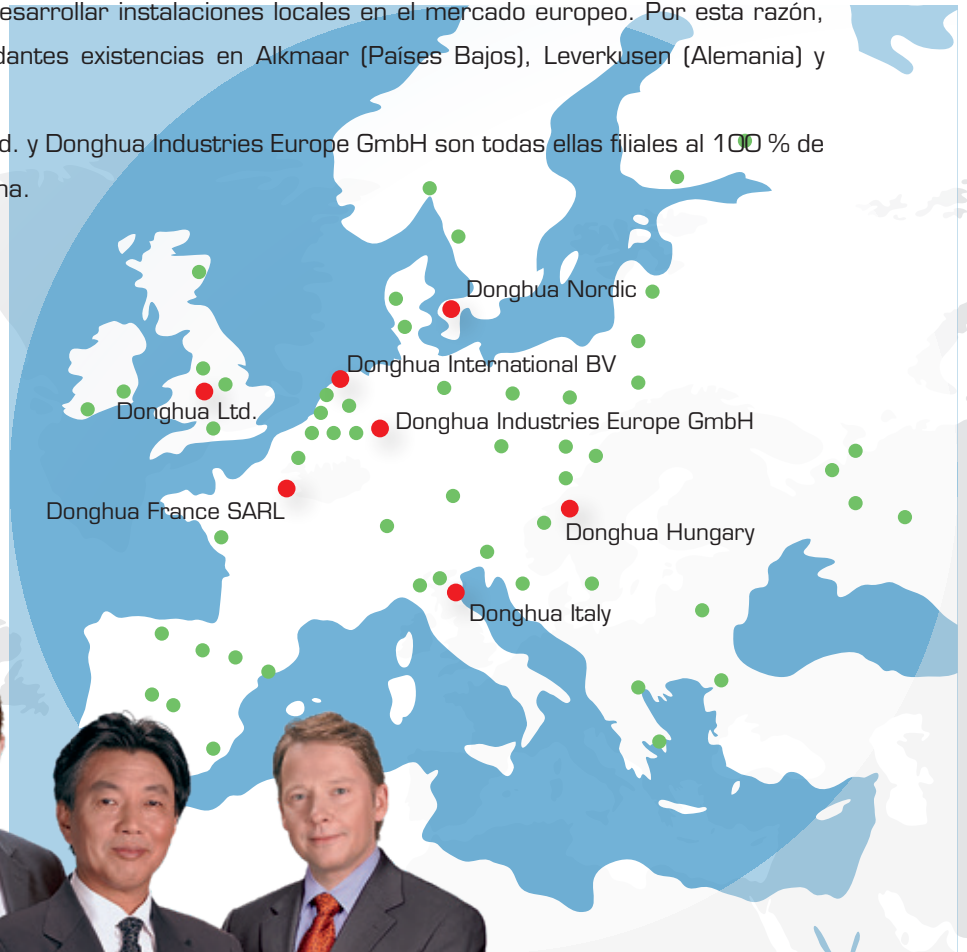 esarrollar instalaciones locales en el mercado europeo. Por esta razón,
dantes existencias en Alkmaar (Países Bajos), Leverkusen (Alemania) y
d. y Donghua Industries Europe GmbH son todas ellas filiales al 100 % de
na.
Donghua Nordic
Donghua International BV
Donghua Ltd.
Donghua Industries Europe GmbH
Donghua France SARL
Donghua Hungary
Donghua Italy